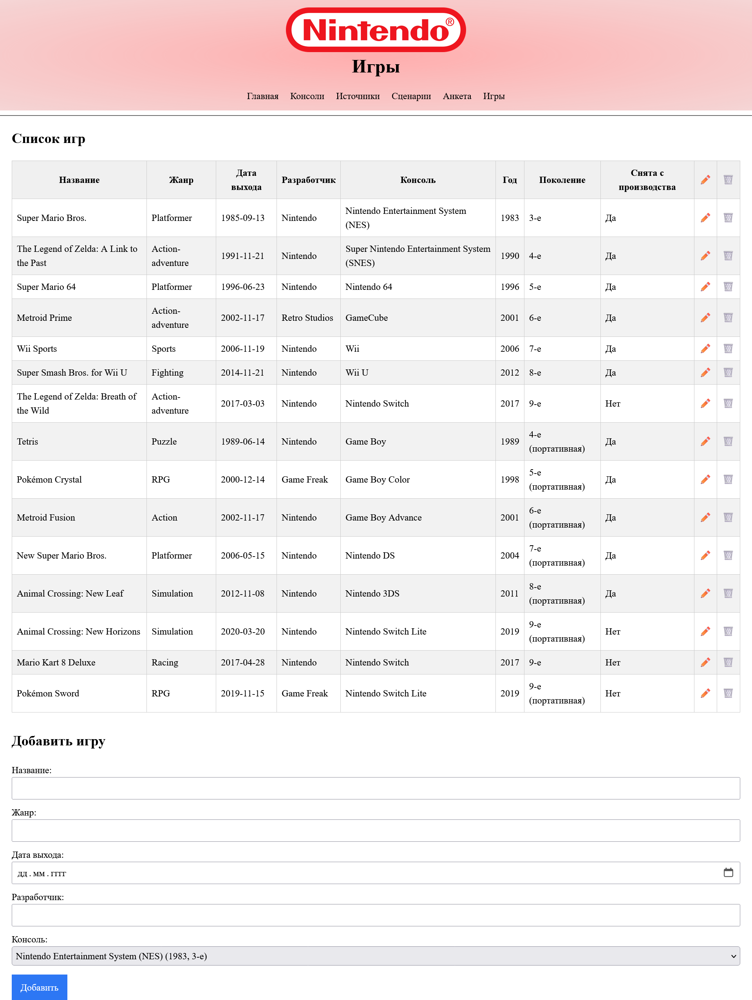 Nintendo®
Игры
Главная Консоли Источники Сценарии Анкета Игры
Список игр
Название Жанр Дата выхода Разработчик Консоль Год Поколение Снята с производства
Super Mario Bros. Platformer 1985-09-13 Nintendo Nintendo Entertainment System (NES) 1983 3-е Да
The Legend of Zelda: A Link to the Past Action-adventure 1991-11-21 Nintendo Super Nintendo Entertainment System (SNES) 1990 4-е Да
Super Mario 64 Platformer 1996-06-23 Nintendo Nintendo 64 1996 5-е Да
Metroid Prime Action-adventure 2002-11-17 Retro Studios GameCube 2001 6-е Да
Wii Sports Sports 2006-11-19 Nintendo Wii 2006 7-е Да
Super Smash Bros. for Wii U Fighting 2014-11-21 Nintendo Wii U 2012 8-е Да
The Legend of Zelda: Breath of the Wild Action-adventure 2017-03-03 Nintendo Nintendo Switch 2017 9-е Нет
Tetris Puzzle 1989-06-14 Nintendo Game Boy 1989 4-е (портативная) Да
Pokémon Crystal RPG 2000-12-14 Game Freak Game Boy Color 1998 5-е (портативная) Да
Metroid Fusion Action 2002-11-17 Nintendo Game Boy Advance 2001 6-е (портативная) Да
New Super Mario Bros. Platformer 2006-05-15 Nintendo Nintendo DS 2004 7-е (портативная) Да
Animal Crossing: New Leaf Simulation 2012-11-08 Nintendo Nintendo 3DS 2011 8-е (портативная) Да
Animal Crossing: New Horizons Simulation 2020-03-20 Nintendo Nintendo Switch Lite 2019 9-е (портативная) Нет
Mario Kart 8 Deluxe Racing 2017-04-28 Nintendo Nintendo Switch 2017 9-е Нет
Pokémon Sword RPG 2019-11-15 Game Freak Nintendo Switch Lite 2019 9-е (портативная) Нет
Добавить игру
Название:
Жанр:
Дата выхода:
дд . мм . гггг
Разработчик:
Консоль:
Nintendo Entertainment System (NES) (1983, 3-е)
Добавить